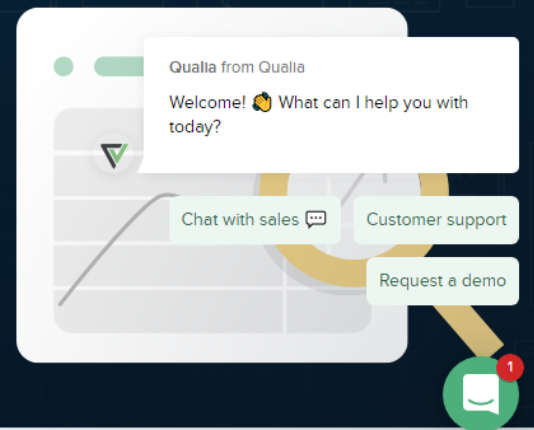 Qualia from Qualia
Welcome! 👏 What can I help you with
today?
Chat with sales 💬
Customer support
Request a demo
1